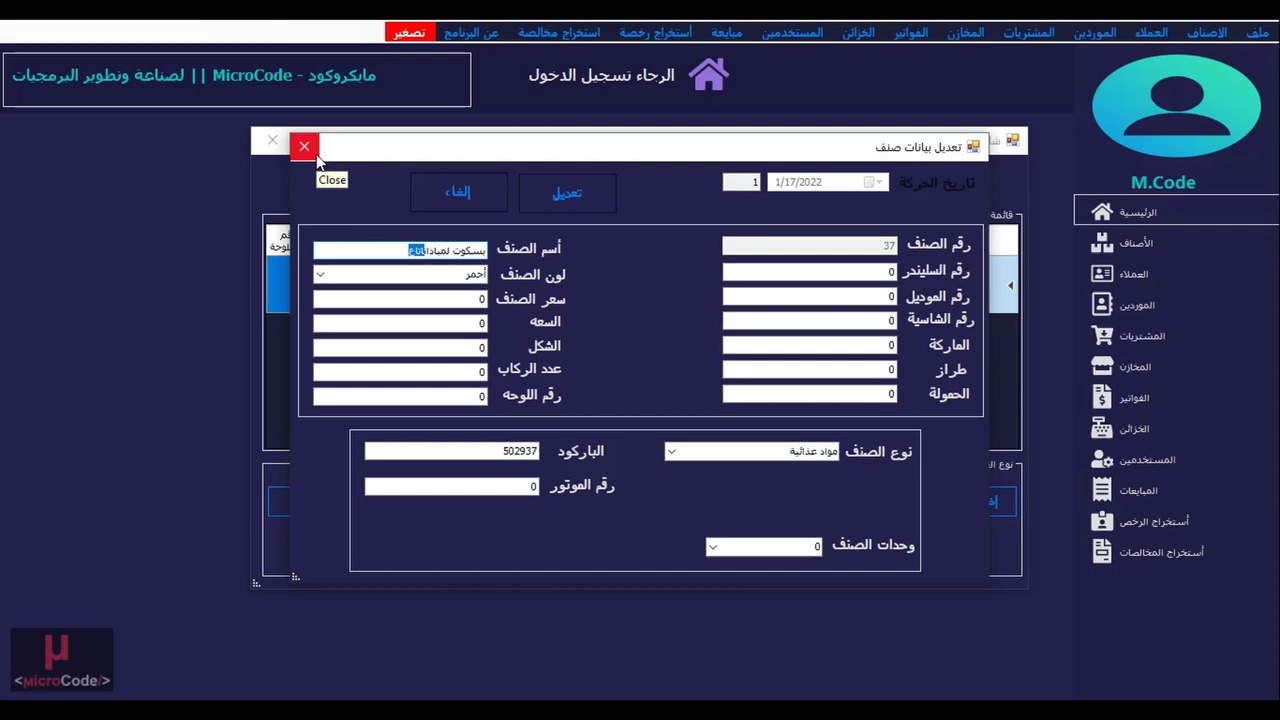 ملف الاصناف العملاء الموردين المشتريات المخازن الفواتير الخزائن المستخدمين مبايعة أستخراج رخصة استخراج مخالصة عن البرنامج تصغير
الرجاء تسجيل الدخول
مايكروكود - MicroCode || لصناعة وتطوير البرمجيات
M.Code
الرئيسية
الأصناف
العملاء
الموردين
المشتريات
المخازن
الفواتير
الخزائن
المستخدمين
المبايعات
أستخراج الرخص
أستخراج المخالصات
تعديل بيانات صنف
Close
تاريخ الحركة 1/17/2022 1
تعديل إلغاء
قائمة
رقم الصنف 37
أسم الصنف
رقم السليندر 0
لون الصنف أحمر
رقم الموديل 0
سعر الصنف 0
رقم الشاسية 0
السعه 0
الماركة 0
الشكل 0
طراز 0
عدد الركاب 0
الحمولة 0
رقم اللوحه 0
نوع الصنف مواد غذائية
الباركود 502937
رقم الموتور 0
وحدات الصنف 0
µ
<µicroCode/>